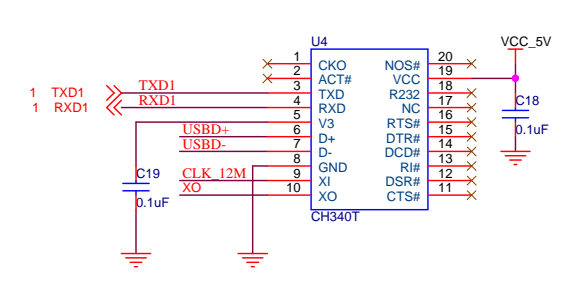 U4
VCC_5V
1 CKO NOS# 20
2 ACT# VCC 19
1 TXD1 TXD1 3 TXD R232 18
1 RXD1 RXD1 4 RXD NC 17
5 V3 RTS# 16
USBD+ 6 D+ DTR# 15
USBD- 7 D- DCD# 14
8 GND RI# 13
CLK_12M 9 XI DSR# 12
XO 10 XO CTS# 11
CH340T
C18
0.1uF
C19
0.1uF